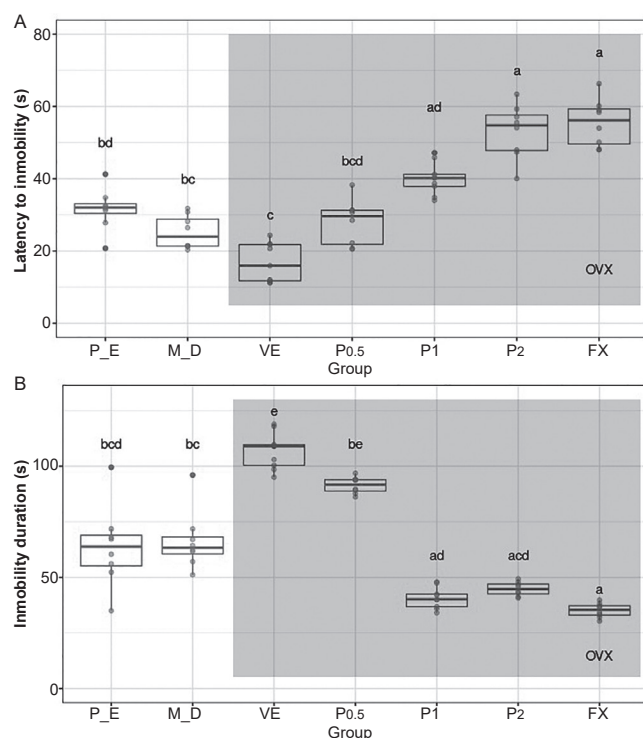 A
Latency to inmobility (s)
80
60
40
20
0
bd
bc
c
bcd
ad
a
a
OVX
P_E M_D VE P0.5 P1 P2 FX
Group
B
Inmobility duration (s)
100
50
0
bcd
bc
e
be
ad
acd
a
OVX
P_E M_D VE P0.5 P1 P2 FX
Group